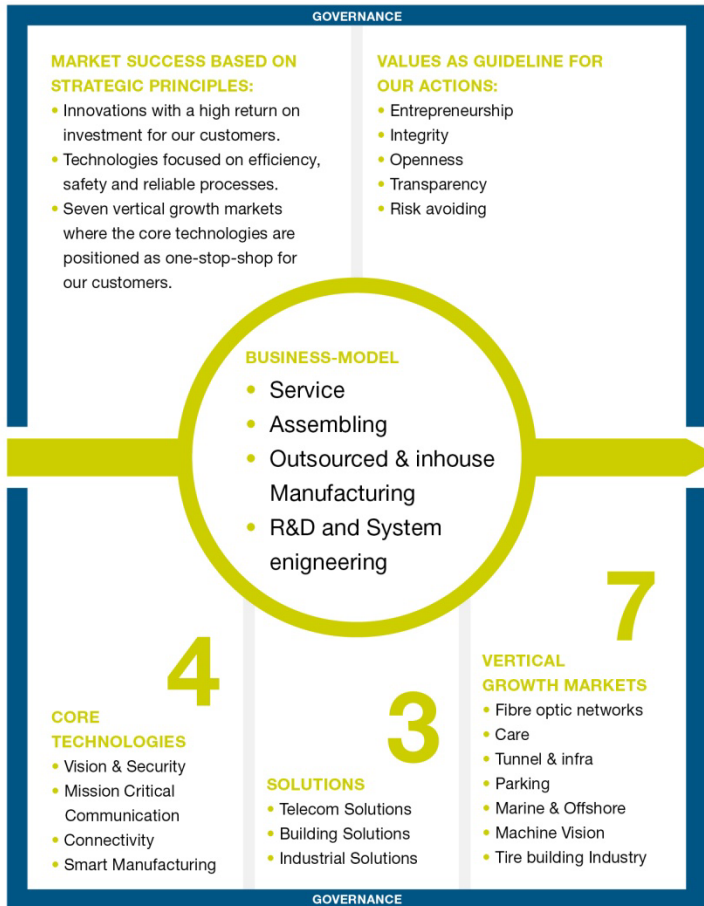 GOVERNANCE
MARKET SUCCESS BASED ON
STRATEGIC PRINCIPLES:
• Innovations with a high return on
investment for our customers.
• Technologies focused on efficiency,
safety and reliable processes.
• Seven vertical growth markets
where the core technologies are
positioned as one-stop-shop for
our customers.
VALUES AS GUIDELINE FOR
OUR ACTIONS:
• Entrepreneurship
• Integrity
• Openness
• Transparency
• Risk avoiding
BUSINESS-MODEL
• Service
• Assembling
• Outsourced & inhouse
Manufacturing
• R&D and System
enigneering
4
CORE
TECHNOLOGIES
• Vision & Security
• Mission Critical
Communication
• Connectivity
• Smart Manufacturing
3
SOLUTIONS
• Telecom Solutions
• Building Solutions
• Industrial Solutions
7
VERTICAL
GROWTH MARKETS
• Fibre optic networks
• Care
• Tunnel & infra
• Parking
• Marine & Offshore
• Machine Vision
• Tire building Industry
GOVERNANCE